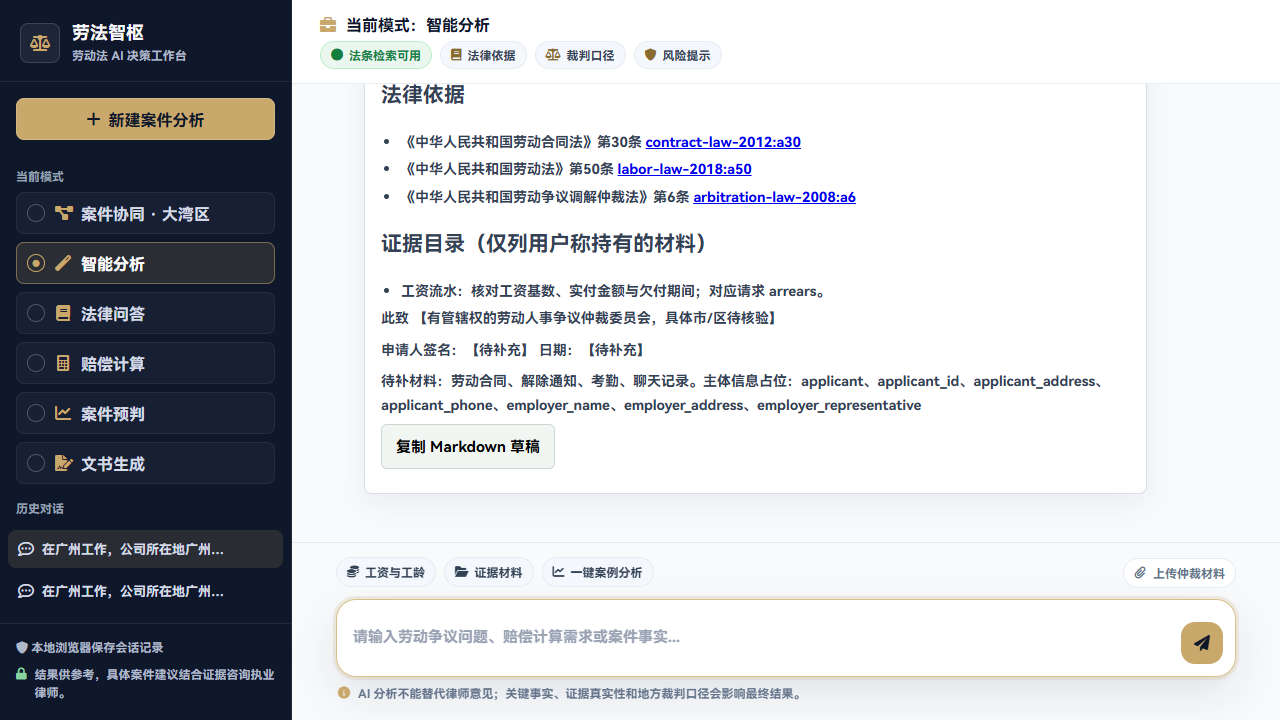 劳法智枢
劳动法 AI 决策工作台
新建案件分析
当前模式
案件协同 · 大湾区
智能分析
法律问答
赔偿计算
案件预判
文书生成
历史对话
在广州工作，公司所在地广州...
在广州工作，公司所在地广州...
本地浏览器保存会话记录
结果供参考，具体案件建议结合证据咨询执业
律师。
当前模式：智能分析
法条检索可用
法律依据
裁判口径
风险提示
法律依据
• 《中华人民共和国劳动合同法》第30条 contract-law-2012:a30
• 《中华人民共和国劳动法》第50条 labor-law-2018:a50
• 《中华人民共和国劳动争议调解仲裁法》第6条 arbitration-law-2008:a6
证据目录（仅列用户称持有的材料）
• 工资流水：核对工资基数、实付金额与欠付期间；对应请求 arrears。
此致 【有管辖权的劳动人事争议仲裁委员会，具体市/区待核验】
申请人签名：【待补充】 日期：【待补充】
待补材料：劳动合同、解除通知、考勤、聊天记录。主体信息占位：applicant、applicant_id、applicant_address、
applicant_phone、employer_name、employer_address、employer_representative
复制 Markdown 草稿
工资与工龄
证据材料
一键案例分析
上传仲裁材料
请输入劳动争议问题、赔偿计算需求或案件事实...
AI 分析不能替代律师意见；关键事实、证据真实性和地方裁判口径会影响最终结果。